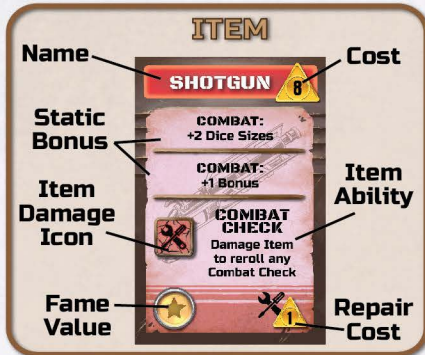 ITEM
Name
Cost
SHOTGUN
8
Static
Bonus
COMBAT:
+2 Dice Sizes
COMBAT:
+1 Bonus
Item
Ability
Item
Damage
Icon
COMBAT
CHECK
Damage Item
to reroll any
Combat Check
Fame
Value
1
Repair
Cost